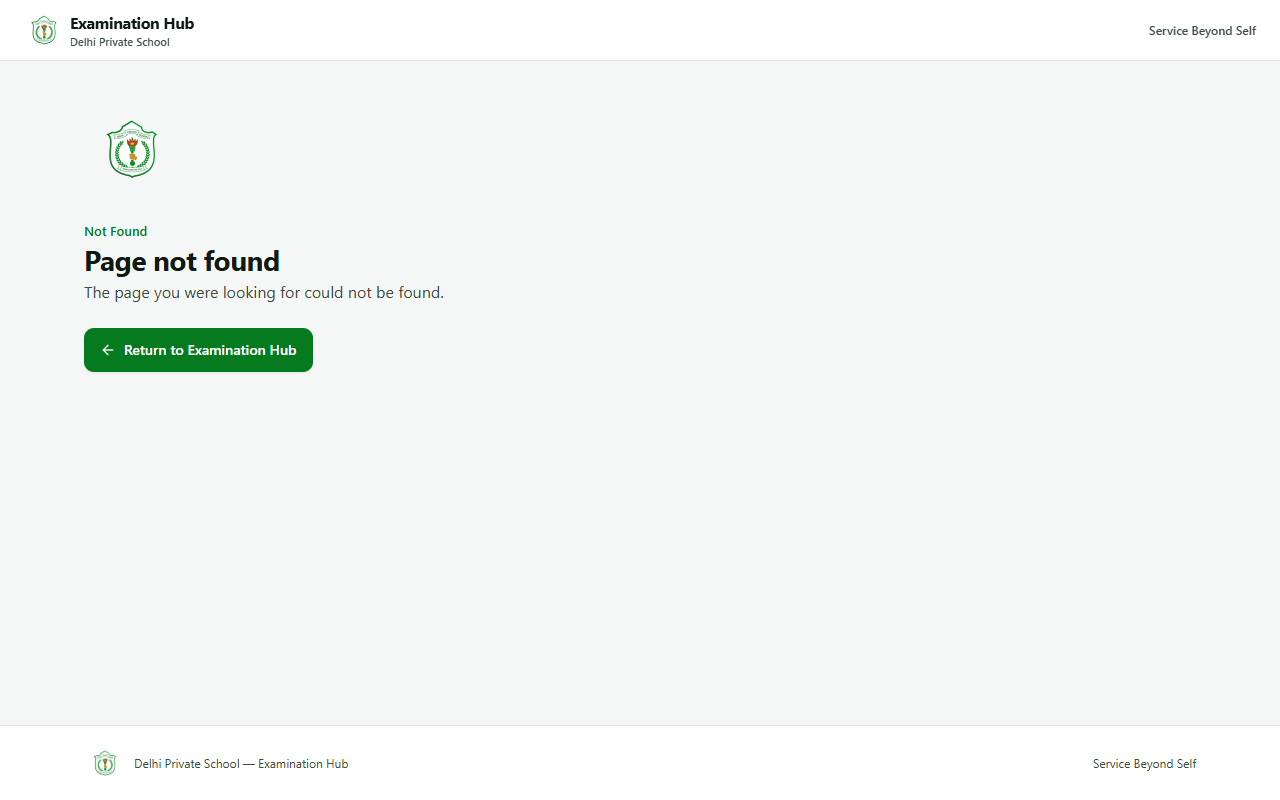 Examination Hub
Delhi Private School
Service Beyond Self
Not Found
Page not found
The page you were looking for could not be found.
← Return to Examination Hub
Delhi Private School — Examination Hub
Service Beyond Self